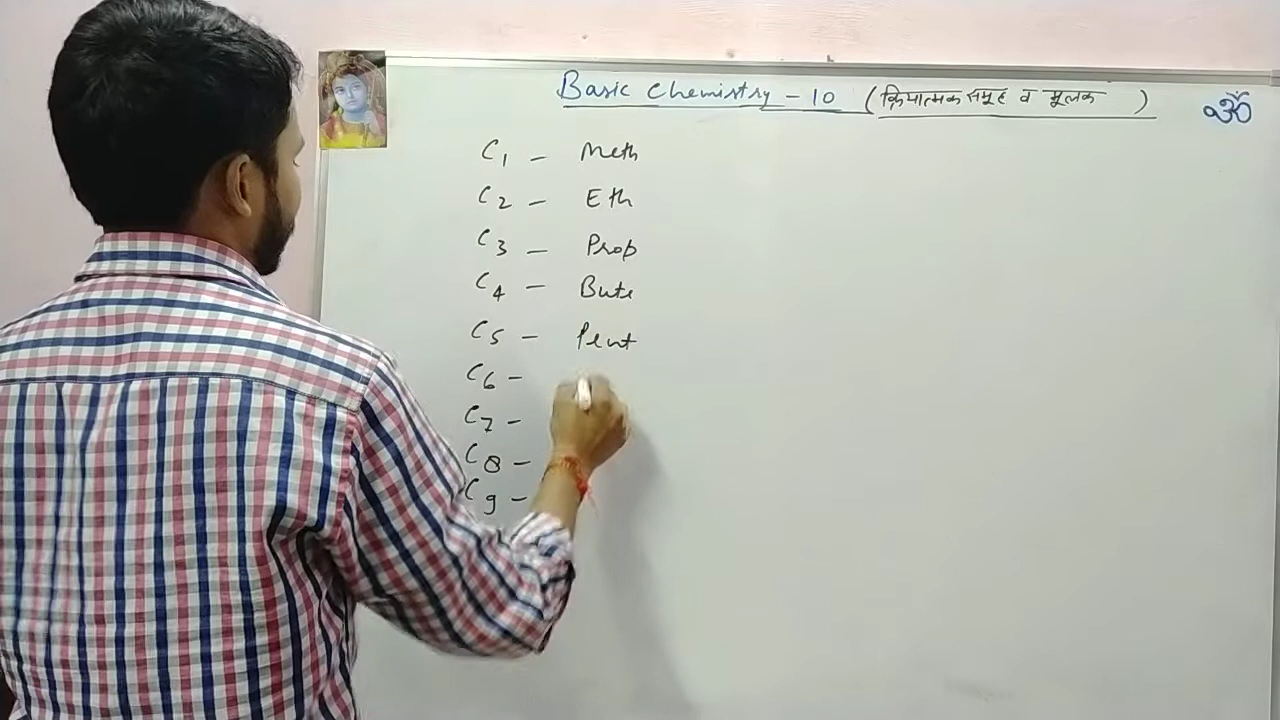 Basic Chemistry - 10 (क्रियात्मक समूह व मूलक) ॐ
C1 - Meth
C2 - Eth
C3 - Prop
C4 - Bute
C5 - Pent
C6 -
C7 -
C8 -
C9 -